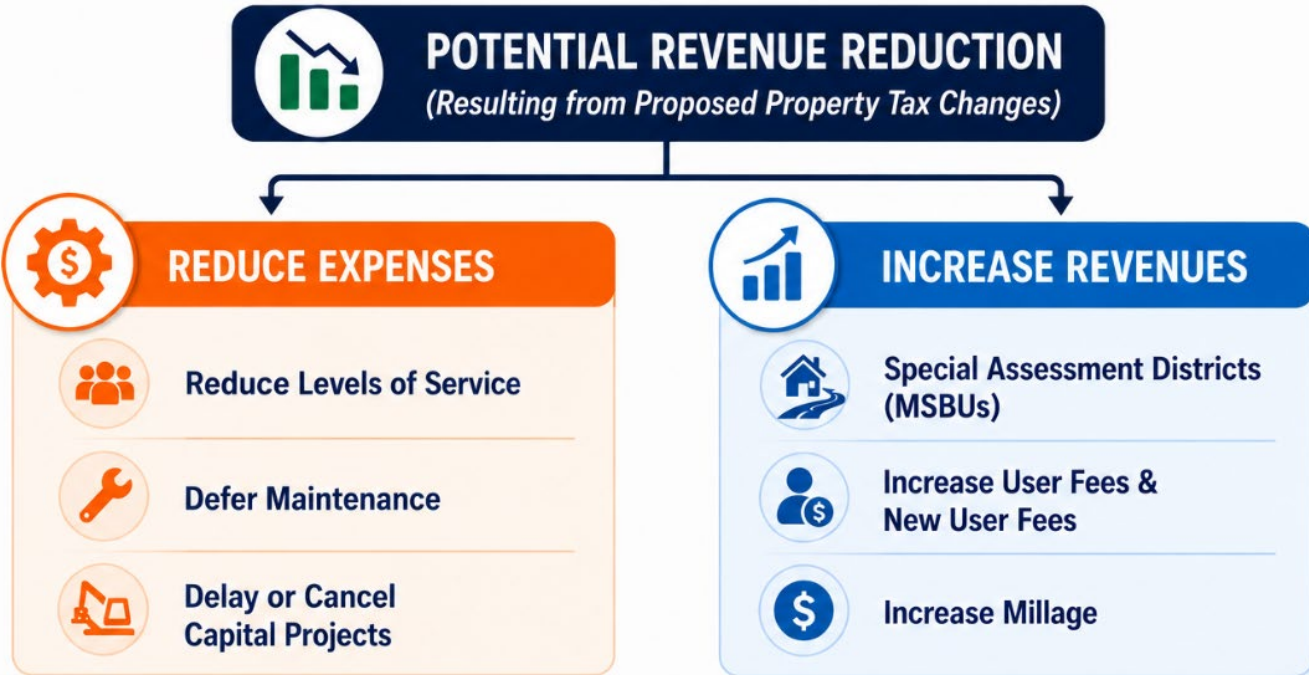 POTENTIAL REVENUE REDUCTION
(Resulting from Proposed Property Tax Changes)
$ REDUCE EXPENSES
Reduce Levels of Service
Defer Maintenance
Delay or Cancel
Capital Projects
INCREASE REVENUES
Special Assessment Districts
(MSBUs)
$ Increase User Fees &
New User Fees
$ Increase Millage